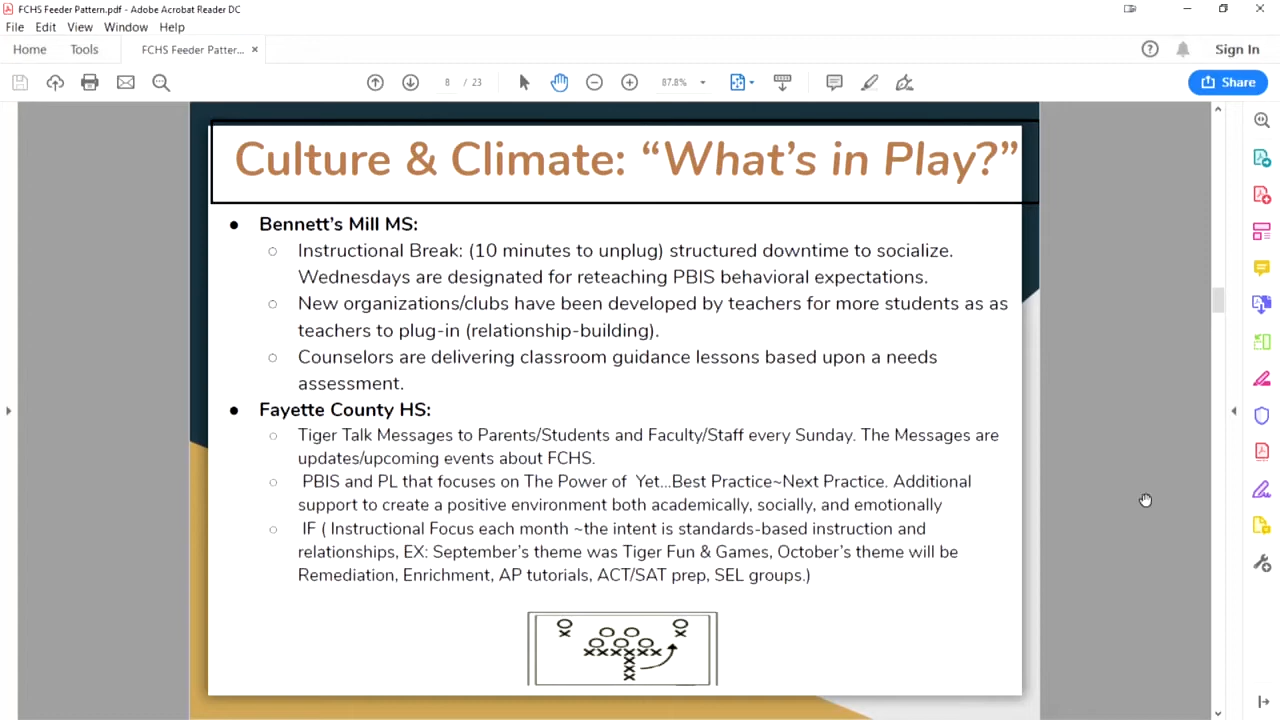 FCHS Feeder Pattern.pdf - Adobe Acrobat Reader DC
File Edit View Window Help
Home Tools FCHS Feeder Patter... × Sign In
8 / 23 87.8% Share
Culture & Climate: “What’s in Play?”
● Bennett’s Mill MS:
○ Instructional Break: (10 minutes to unplug) structured downtime to socialize.
Wednesdays are designated for reteaching PBIS behavioral expectations.
○ New organizations/clubs have been developed by teachers for more students as as
teachers to plug-in (relationship-building).
○ Counselors are delivering classroom guidance lessons based upon a needs
assessment.
● Fayette County HS:
○ Tiger Talk Messages to Parents/Students and Faculty/Staff every Sunday. The Messages are
updates/upcoming events about FCHS.
○ PBIS and PL that focuses on The Power of Yet...Best Practice~Next Practice. Additional
support to create a positive environment both academically, socially, and emotionally
○ IF ( Instructional Focus each month ~the intent is standards-based instruction and
relationships, EX: September’s theme was Tiger Fun & Games, October’s theme will be
Remediation, Enrichment, AP tutorials, ACT/SAT prep, SEL groups.)